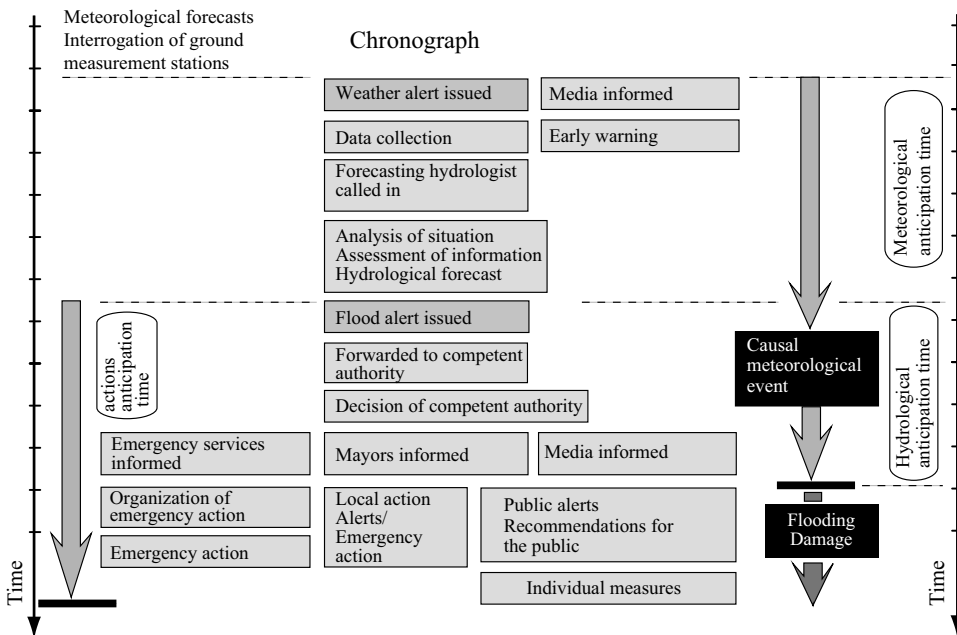 Meteorological forecasts
Interrogation of ground
measurement stations
Chronograph
Weather alert issued
Media informed
Data collection
Early warning
Forecasting hydrologist
called in
Analysis of situation
Assessment of information
Hydrological forecast
Meteorological
anticipation time
Flood alert issued
actions
anticipation
time
Forwarded to competent
authority
Causal
meteorological
event
Hydrological
anticipation time
Decision of competent authority
Emergency services
informed
Mayors informed
Media informed
Organization of
emergency action
Local action
Alerts/
Emergency
action
Public alerts
Recommendations for
the public
Flooding
Damage
Emergency action
Individual measures
Time
Time